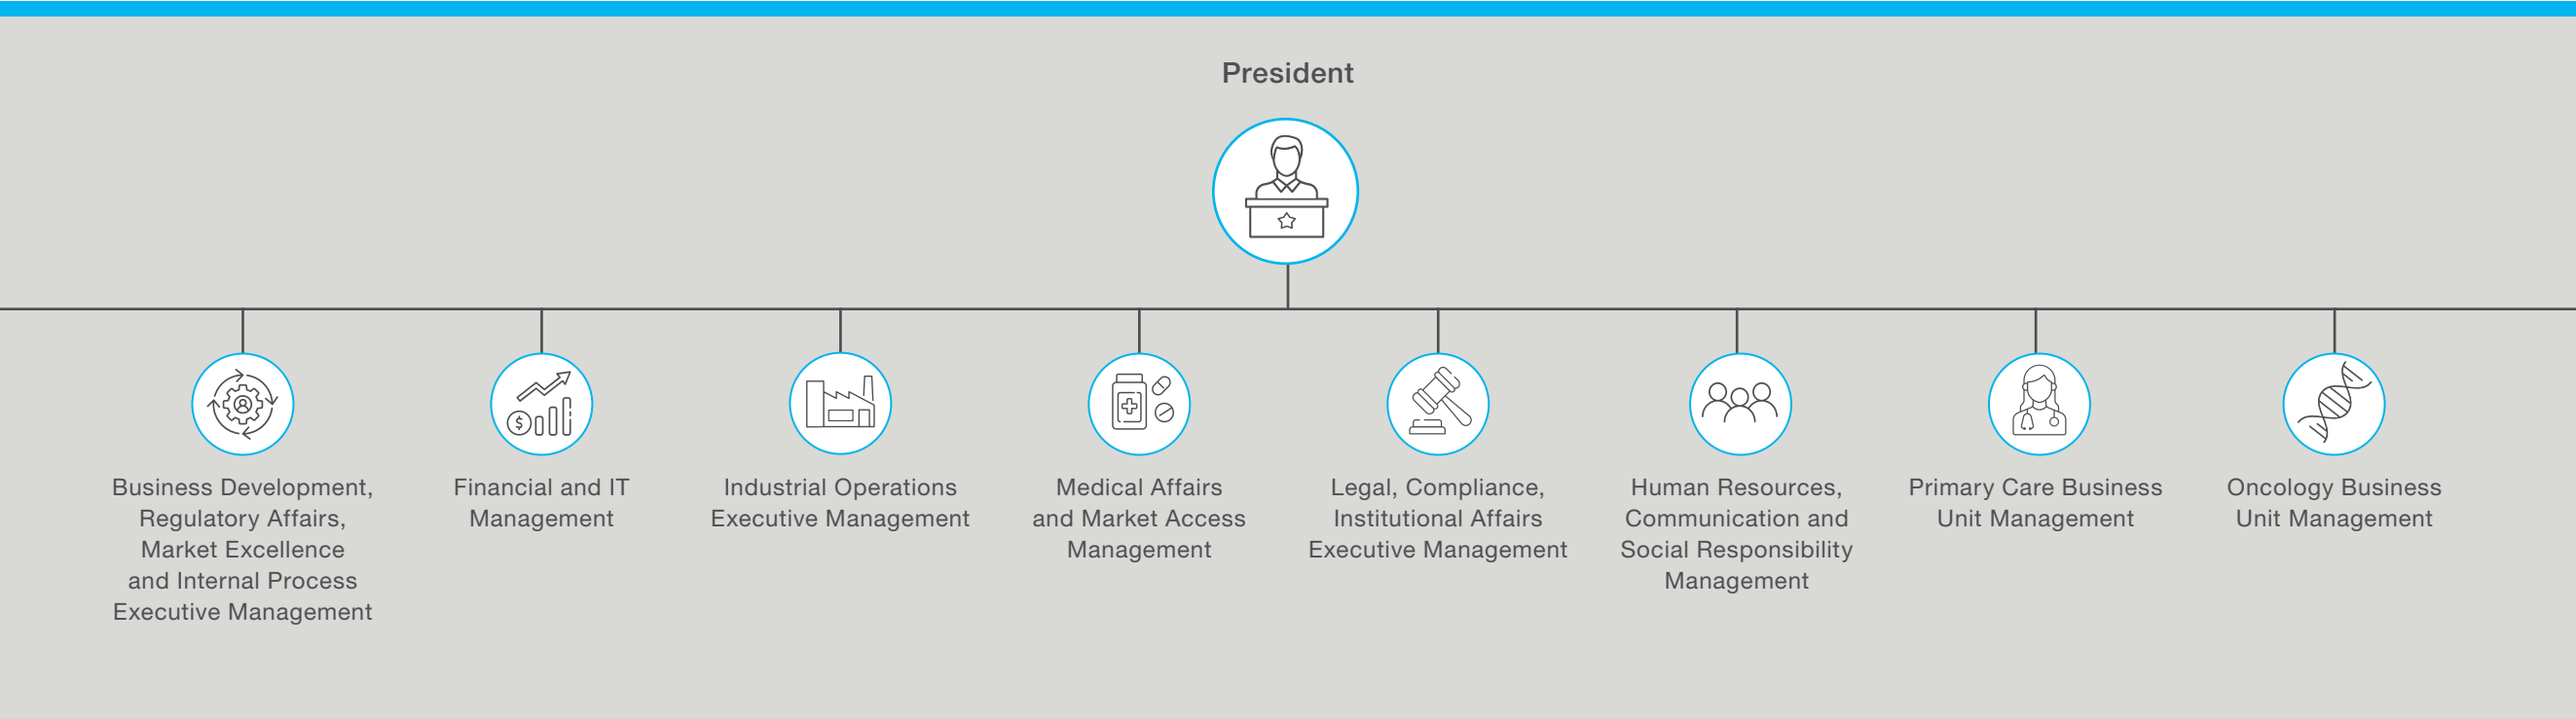 President
Business Development,
Regulatory Affairs,
Market Excellence
and Internal Process
Executive Management
Financial and IT
Management
Industrial Operations
Executive Management
Medical Affairs
and Market Access
Management
Legal, Compliance,
Institutional Affairs
Executive Management
Human Resources,
Communication and
Social Responsibility
Management
Primary Care Business
Unit Management
Oncology Business
Unit Management